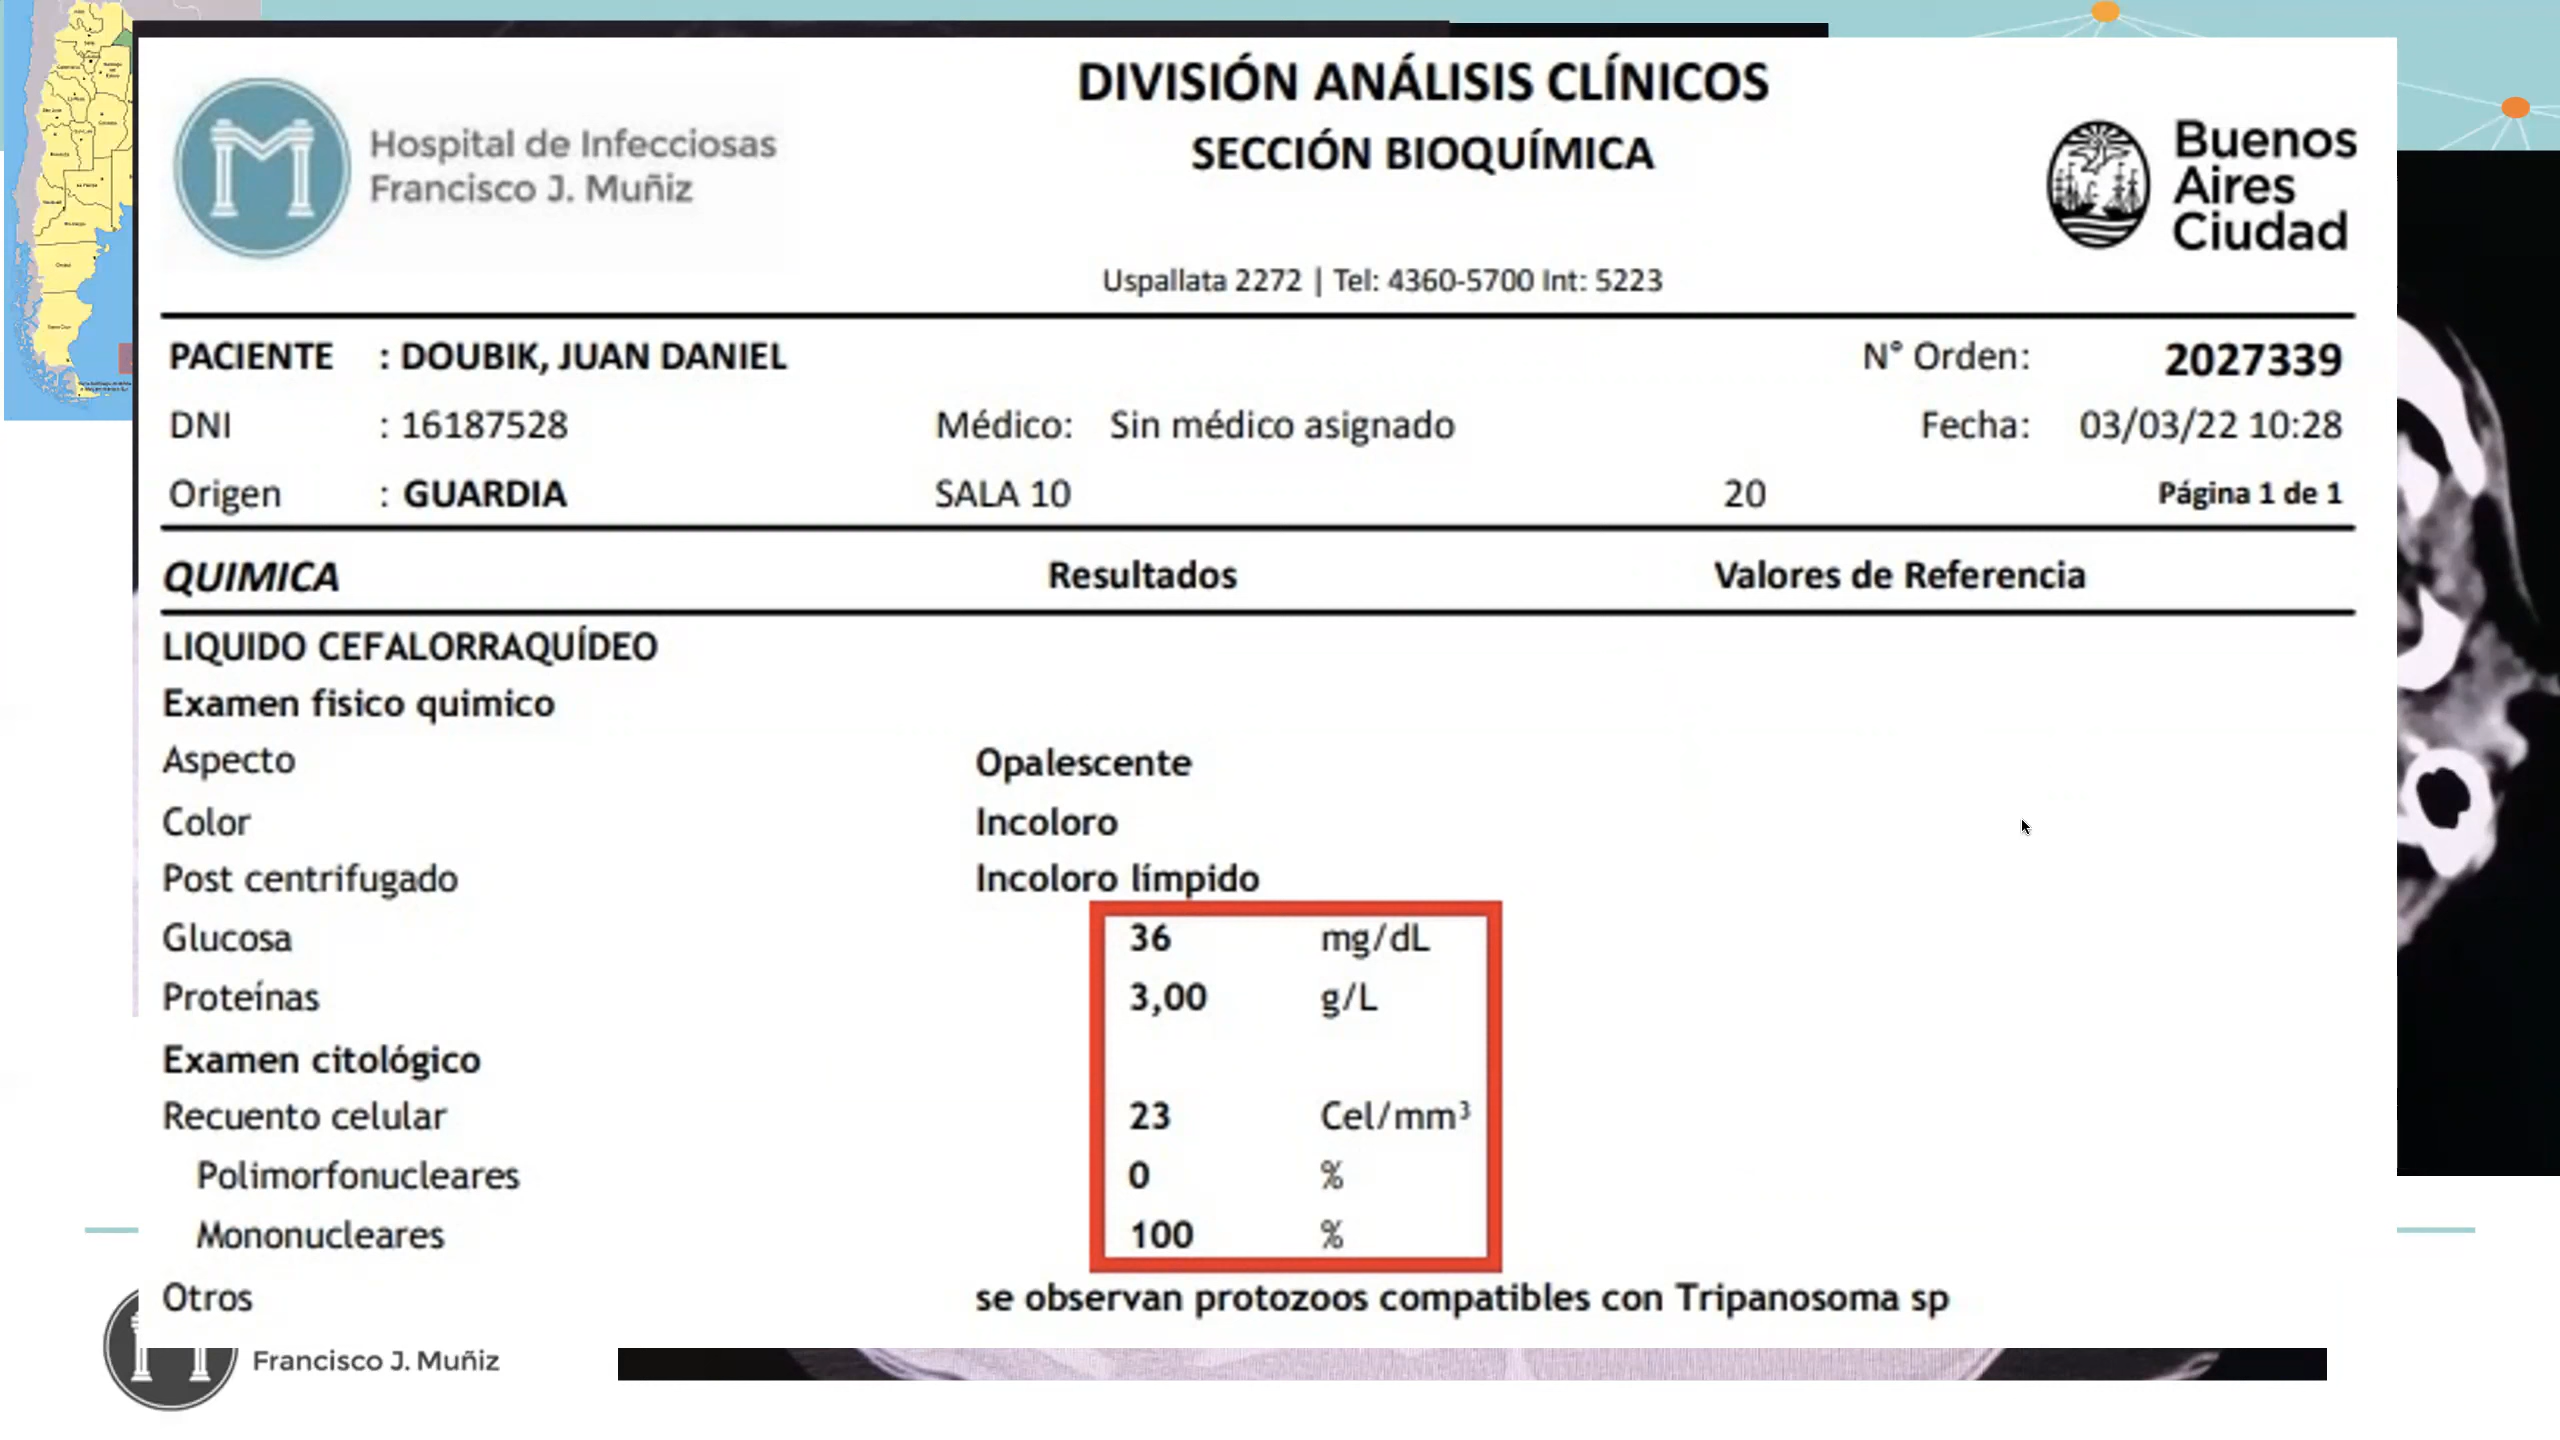 DIVISIÓN ANÁLISIS CLÍNICOS
SECCIÓN BIOQUÍMICA
Hospital de Infecciosas
Francisco J. Muñiz
Buenos
Aires
Ciudad
Uspallata 2272 | Tel: 4360-5700 Int: 5223
PACIENTE : DOUBIK, JUAN DANIEL N° Orden: 2027339
DNI : 16187528 Médico: Sin médico asignado Fecha: 03/03/22 10:28
Origen : GUARDIA SALA 10 20 Página 1 de 1
QUIMICA Resultados Valores de Referencia
LIQUIDO CEFALORRAQUÍDEO
Examen fisico quimico
Aspecto Opalescente
Color Incoloro
Post centrifugado Incoloro límpido
Glucosa 36 mg/dL
Proteínas 3,00 g/L
Examen citológico
Recuento celular 23 Cel/mm³
Polimorfonucleares 0 %
Mononucleares 100 %
Otros se observan protozoos compatibles con Tripanosoma sp
Francisco J. Muñiz